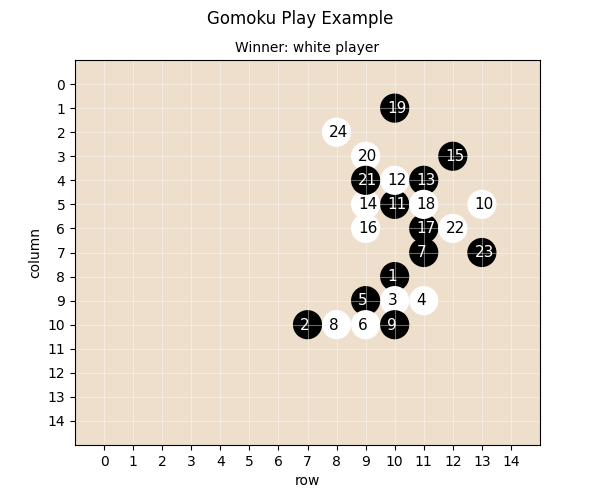 Gomoku Play Example
Winner: white player
0
1 19
2 24
3 20 15
4 21 12 13
5 14 11 18 10
6 16 17 22
7 7 23
8 1
9 5 3 4
10 2 8 6 9
11
12
13
14
column
0 1 2 3 4 5 6 7 8 9 10 11 12 13 14
row